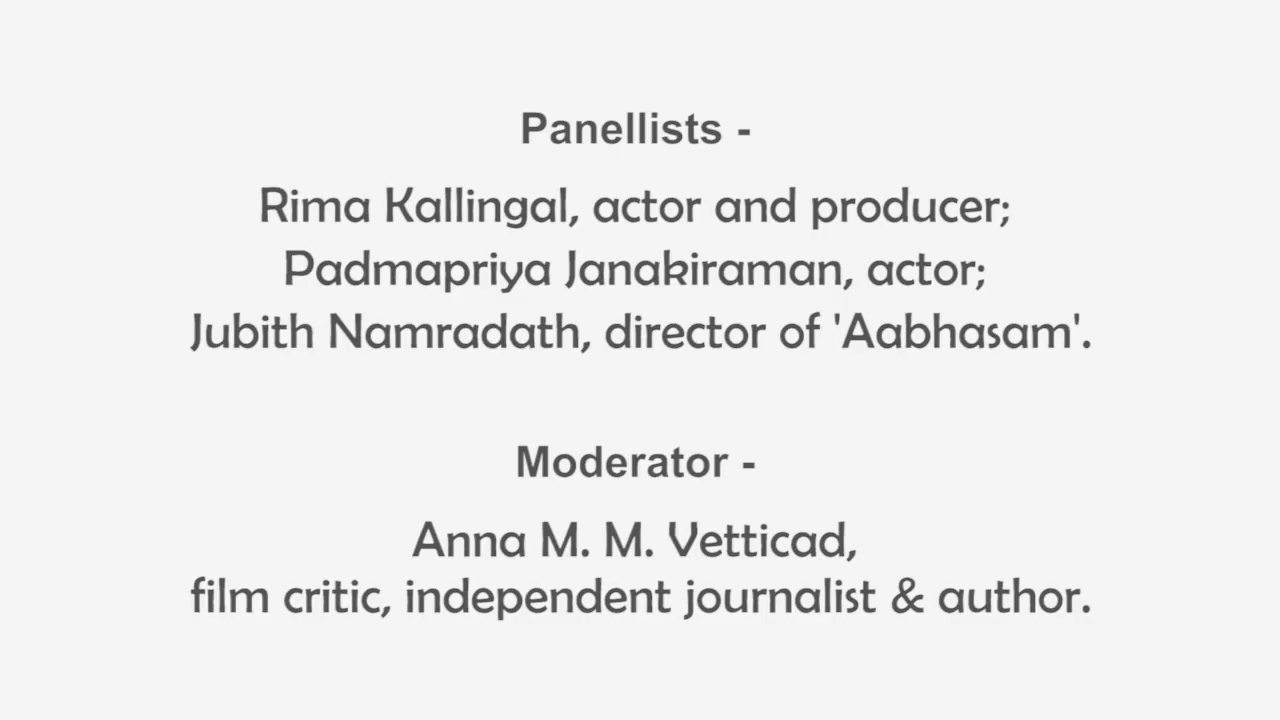 Panellists -
Rima Kallingal, actor and producer;
Padmapriya Janakiraman, actor;
Jubith Namradath, director of 'Aabhasam'.
Moderator -
Anna M. M. Vetticad,
film critic, independent journalist & author.